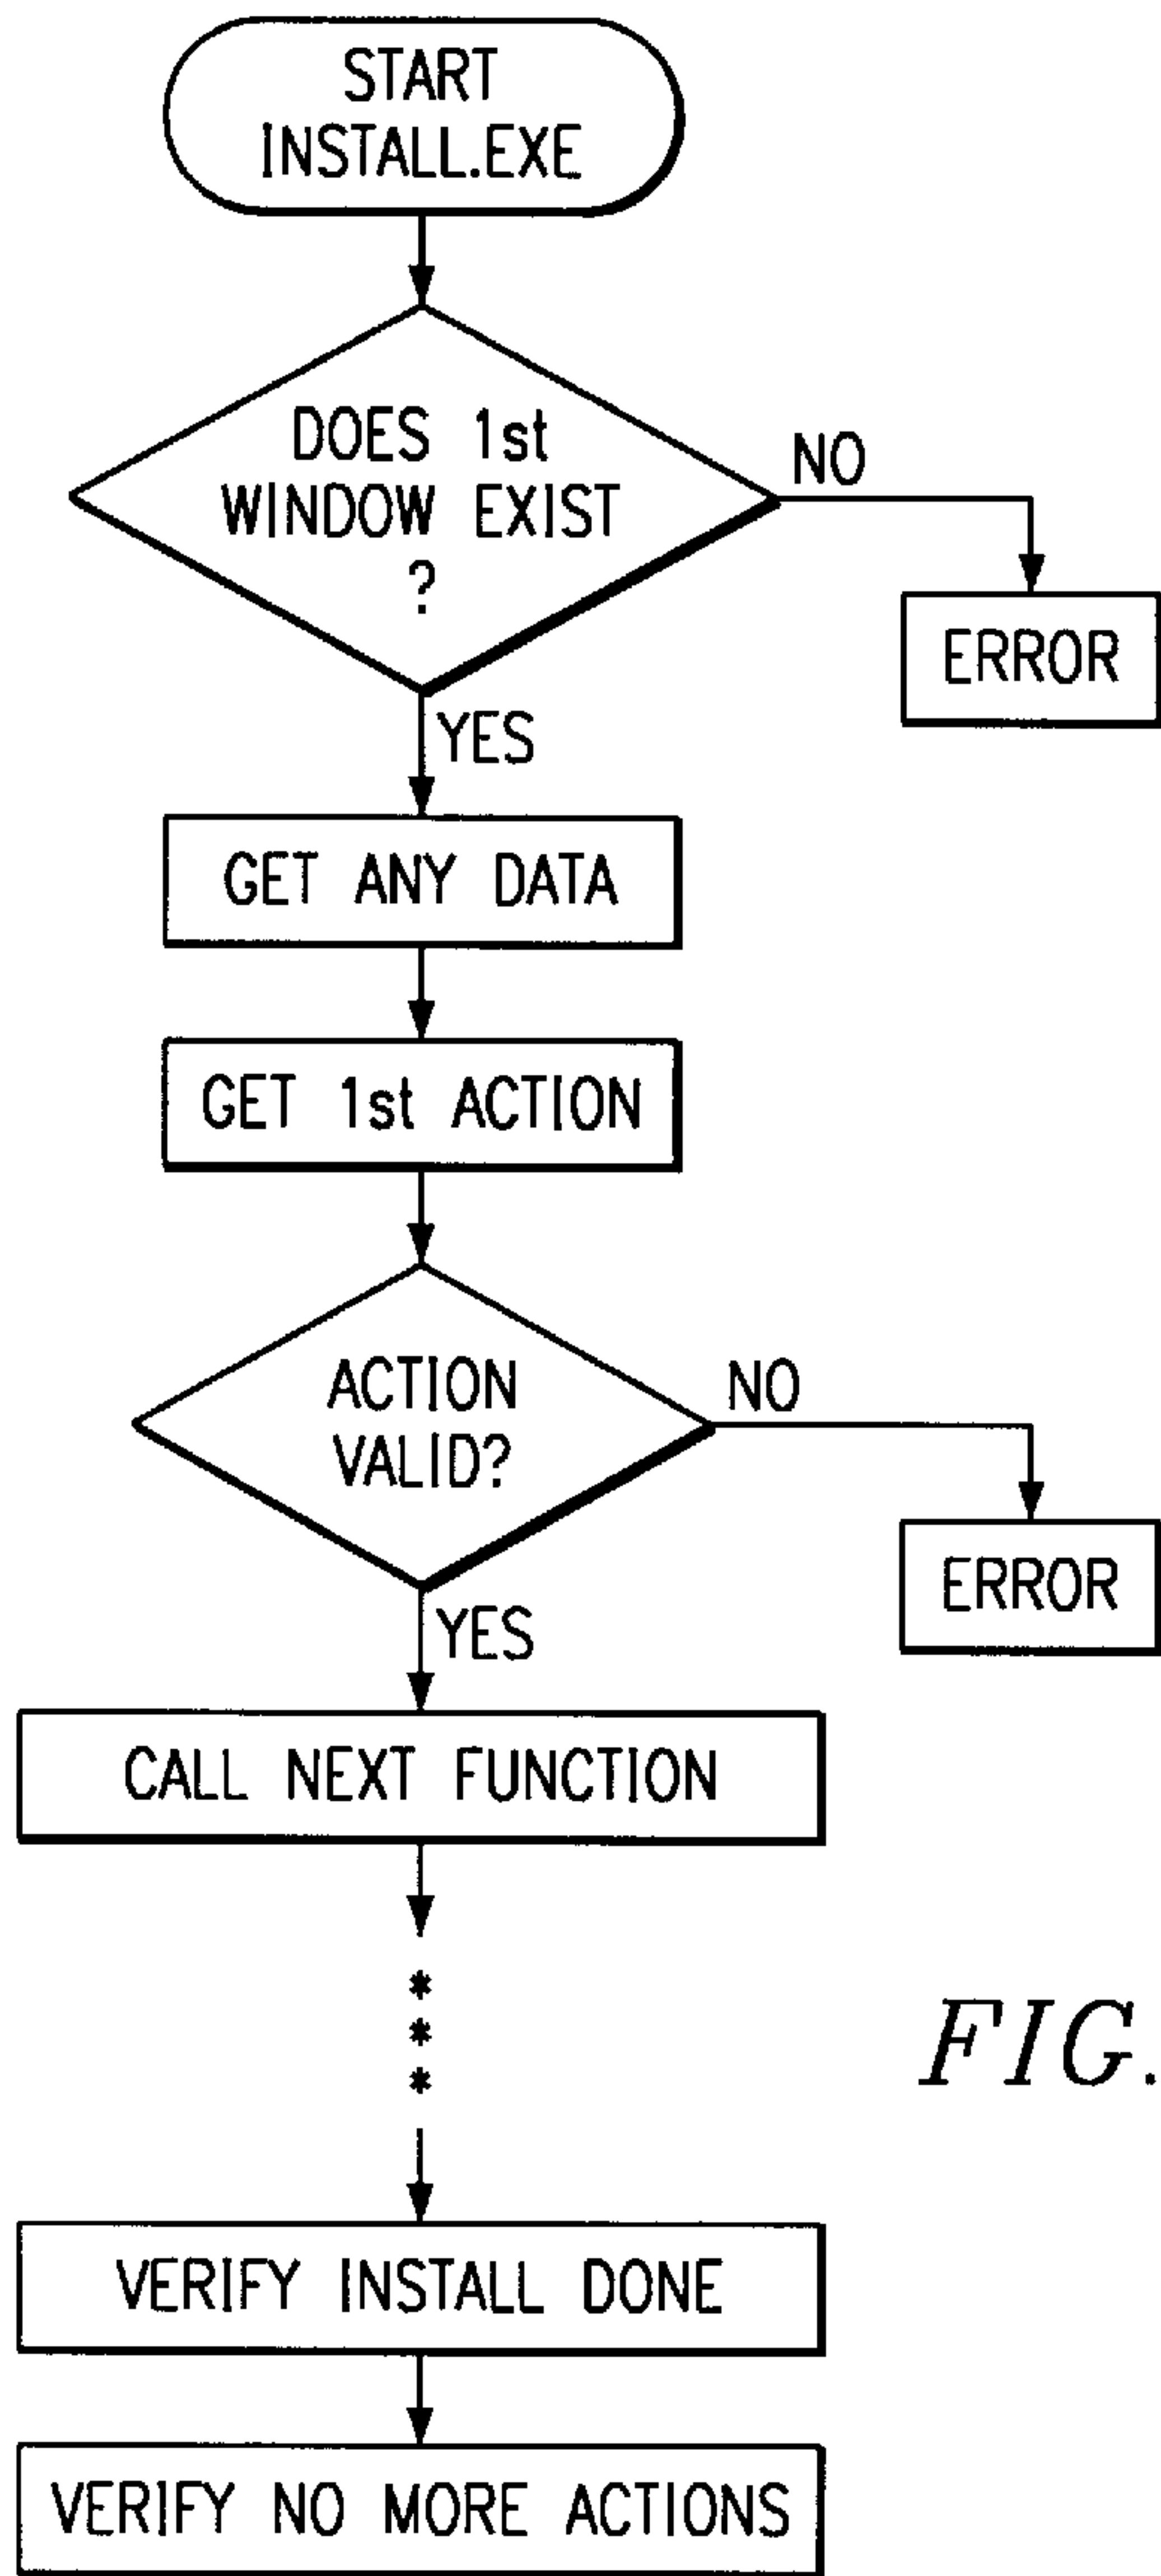 START
INSTALL.EXE
DOES 1st
WINDOW EXIST
?
NO
ERROR
YES
GET ANY DATA
GET 1st ACTION
ACTION
VALID?
NO
ERROR
YES
CALL NEXT FUNCTION
*
*
*
FIG.
VERIFY INSTALL DONE
VERIFY NO MORE ACTIONS